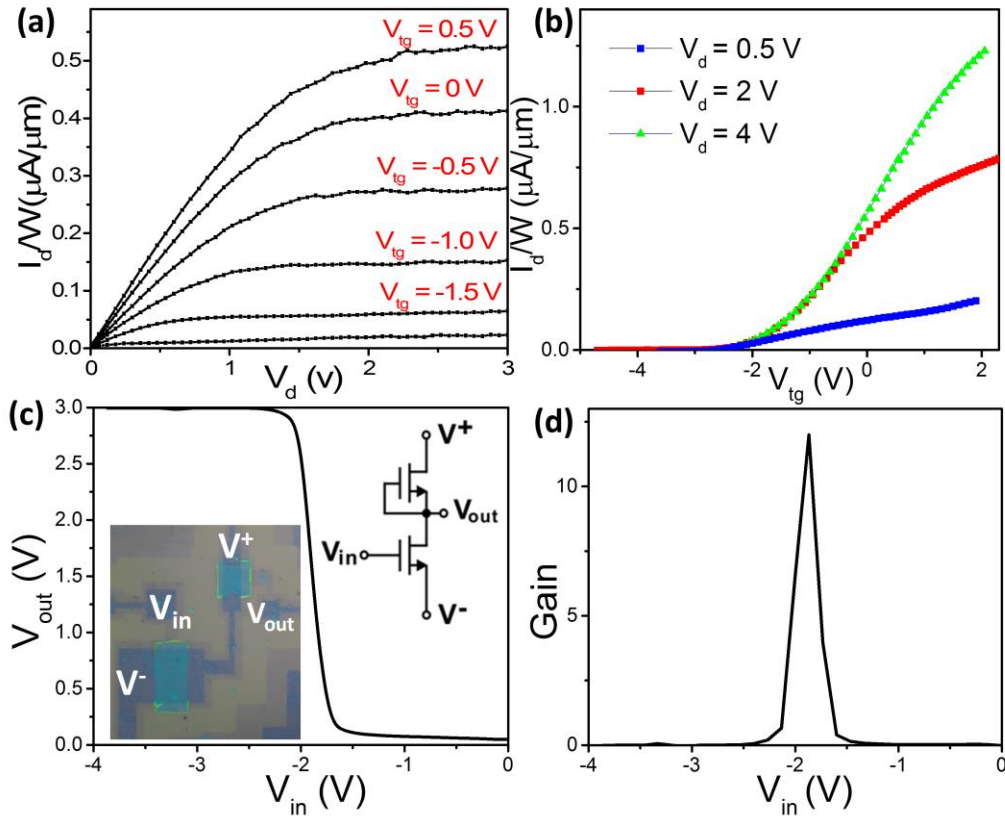 (a)
V_tg = 0.5 V
V_tg = 0 V
V_tg = -0.5 V
V_tg = -1.0 V
V_tg = -1.5 V
I_d/W(μA/μm)
0.5
0.4
0.3
0.2
0.1
0.0
0 1 2 3
V_d (v)
(b)
V_d = 0.5 V
V_d = 2 V
V_d = 4 V
I_d/W (μA/μm)
1.0
0.5
0.0
-4 -2 0 2
V_tg (V)
(c)
V_out (V)
3.0
2.5
2.0
1.5
1.0
0.5
0.0
V+
V_out
V_in
V-
V+
V_in
V_out
V-
-4 -3 -2 -1 0
V_in (V)
(d)
Gain
10
5
0
-4 -3 -2 -1 0
V_in (V)